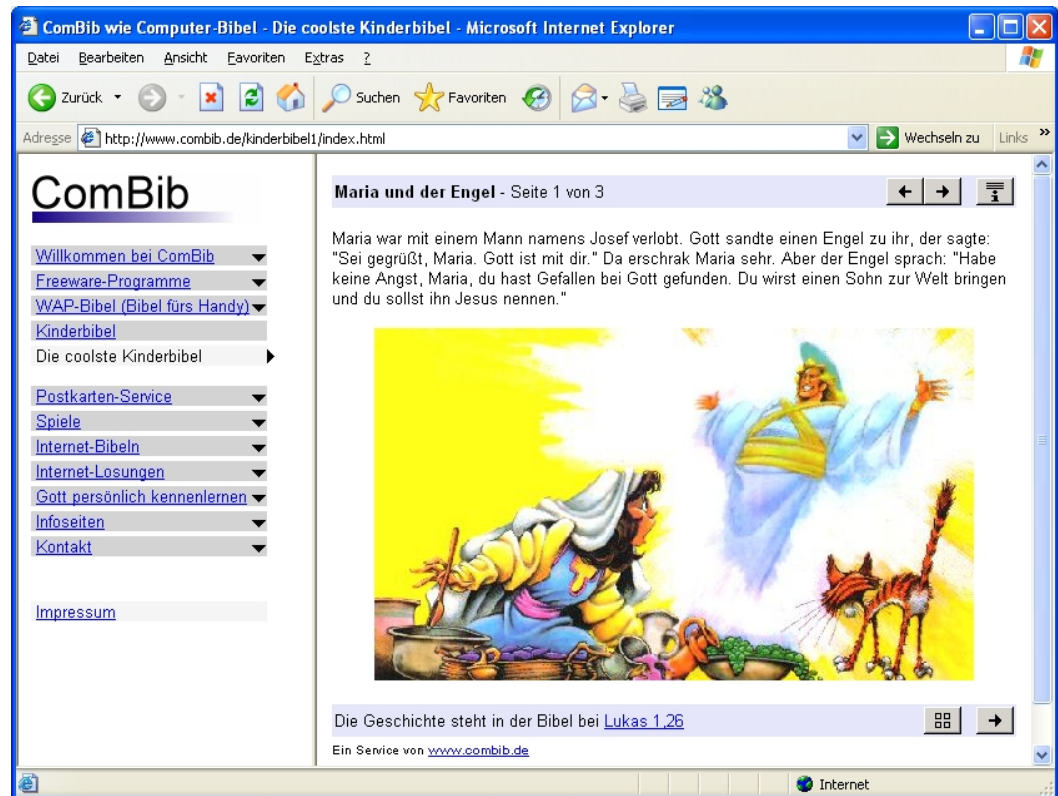 ComBib wie Computer-Bibel - Die coolste Kinderbibel - Microsoft Internet Explorer
Datei Bearbeiten Ansicht Favoriten Extras ?
Zurück Suchen Favoriten
Adresse http://www.combib.de/kinderbibel1/index.html Wechseln zu Links »
ComBib
Willkommen bei ComBib
Freeware-Programme
WAP-Bibel (Bibel fürs Handy)
Kinderbibel
Die coolste Kinderbibel
Postkarten-Service
Spiele
Internet-Bibeln
Internet-Losungen
Gott persönlich kennenlernen
Infoseiten
Kontakt
Impressum
Maria und der Engel - Seite 1 von 3
Maria war mit einem Mann namens Josef verlobt. Gott sandte einen Engel zu ihr, der sagte:
"Sei gegrüßt, Maria. Gott ist mit dir." Da erschrak Maria sehr. Aber der Engel sprach: "Habe
keine Angst, Maria, du hast Gefallen bei Gott gefunden. Du wirst einen Sohn zur Welt bringen
und du sollst ihn Jesus nennen."
Die Geschichte steht in der Bibel bei Lukas 1,26
Ein Service von www.combib.de
Internet